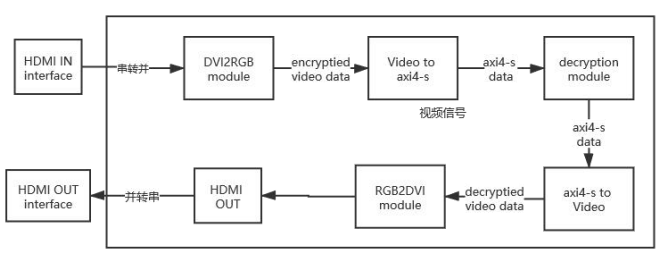 HDMI IN
interface
串转并
DVI2RGB
module
encryptied
video data
Video to
axi4-s
axi4-s
data
decryption
module
视频信号
axi4-s
data
HDMI OUT
interface
并转串
HDMI
OUT
RGB2DVI
module
decryptied
video data
axi4-s to
Video